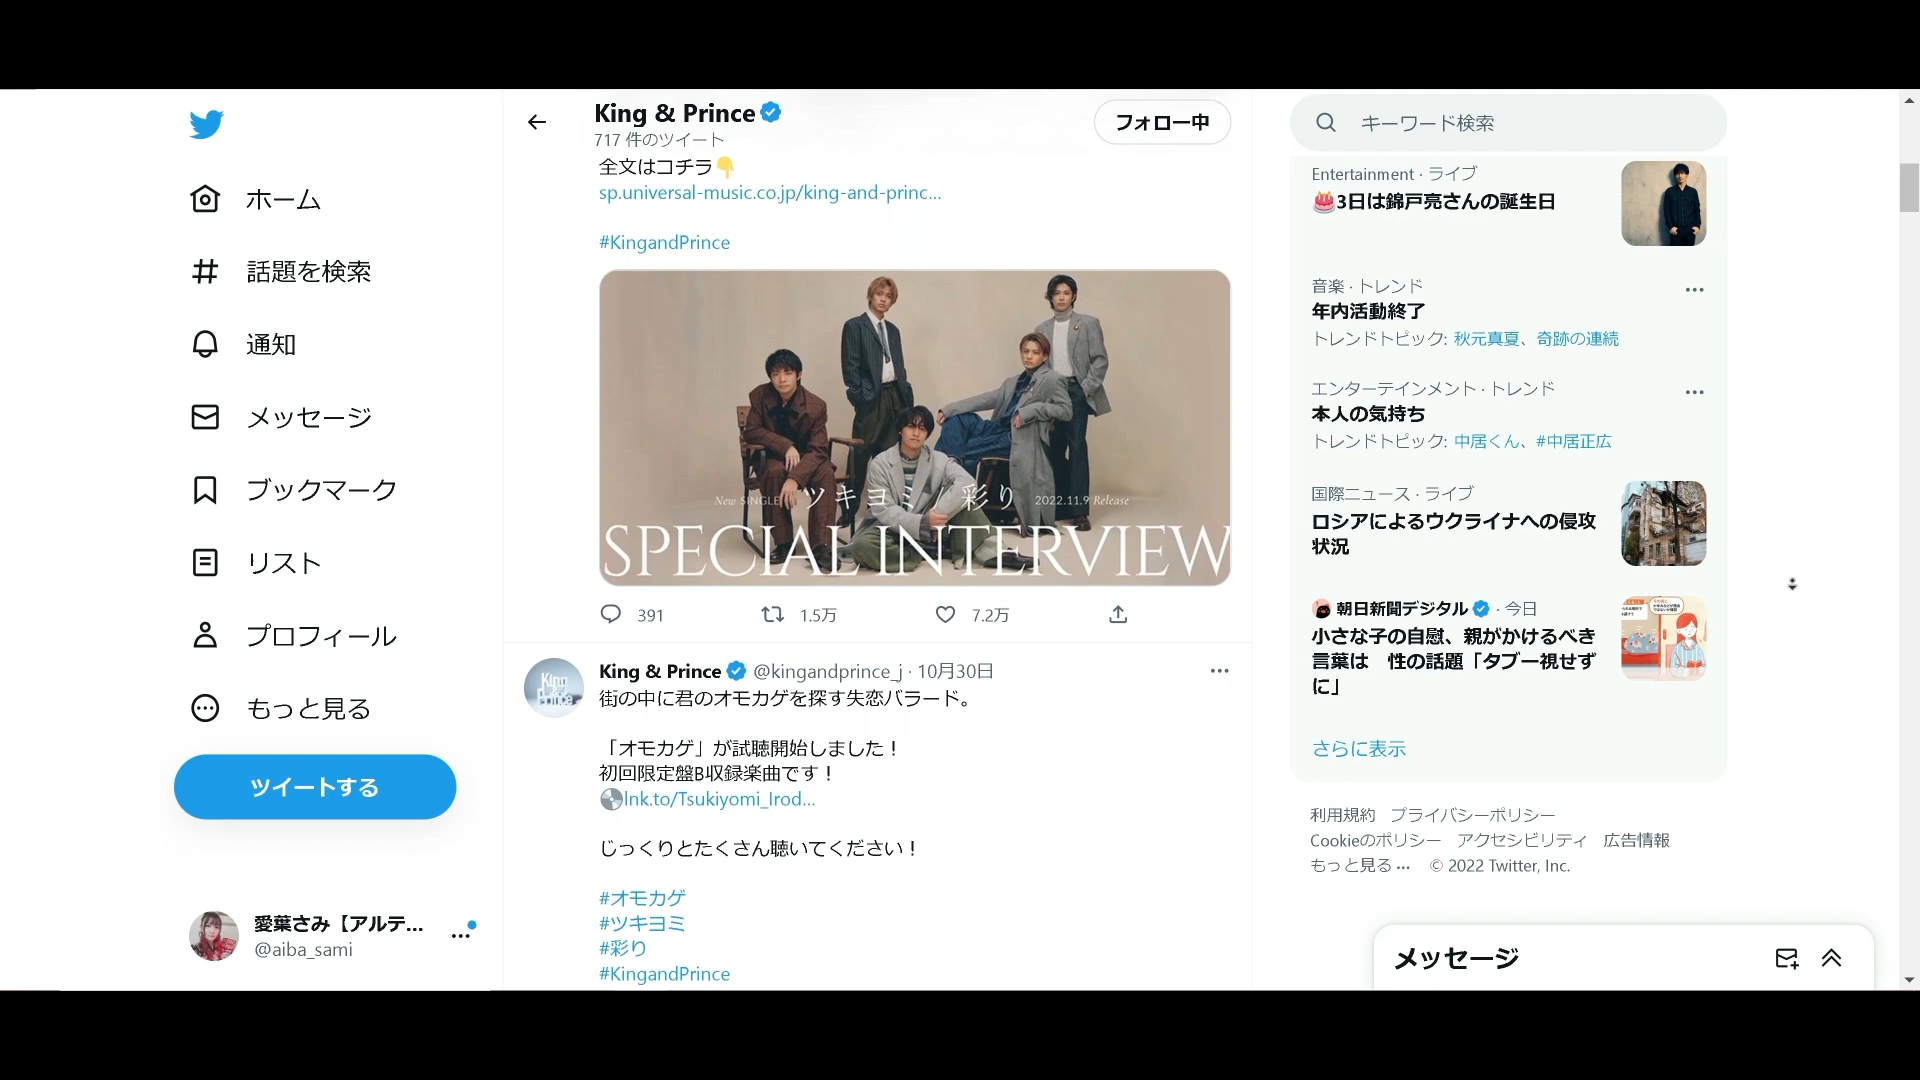 ホーム
話題を検索
通知
メッセージ
ブックマーク
リスト
プロフィール
もっと見る
ツイートする
愛葉さみ【アルテ...
@aiba_sami
King & Prince
717 件のツイート
フォロー中
全文はコチラ👇
sp.universal-music.co.jp/king-and-princ...
#KingandPrince
New SINGLE ツキヨミ / 彩り 2022.11.9 Release
SPECIAL INTERVIEW
391 1.5万 7.2万
King & Prince @kingandprince_j · 10月30日
街の中に君のオモカゲを探す失恋バラード。
「オモカゲ」が試聴開始しました！
初回限定盤B収録楽曲です！
💿lnk.to/Tsukiyomi_Irod...
じっくりとたくさん聴いてください！
#オモカゲ
#ツキヨミ
#彩り
#KingandPrince
キーワード検索
Entertainment · ライブ
🎂3日は錦戸亮さんの誕生日
音楽 · トレンド
年内活動終了
トレンドトピック: 秋元真夏、奇跡の連続
エンターテインメント · トレンド
本人の気持ち
トレンドトピック: 中居くん、#中居正広
国際ニュース · ライブ
ロシアによるウクライナへの侵攻
状況
朝日新聞デジタル · 今日
小さな子の自慰、親がかけるべき
言葉は　性の話題「タブー視せず
に」
さらに表示
利用規約 プライバシーポリシー
Cookieのポリシー アクセシビリティ 広告情報
もっと見る ··· © 2022 Twitter, Inc.
メッセージ